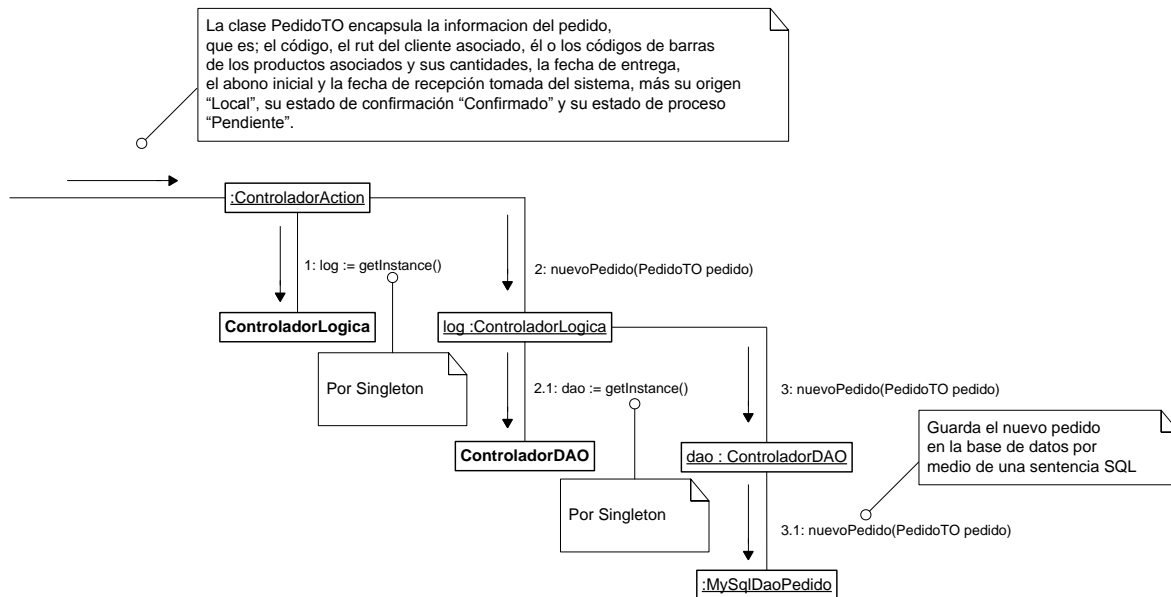 La clase PedidoTO encapsula la informacion del pedido,
que es; el código, el rut del cliente asociado, él o los códigos de barras
de los productos asociados y sus cantidades, la fecha de entrega,
el abono inicial y la fecha de recepción tomada del sistema, más su origen
“Local”, su estado de confirmación “Confirmado” y su estado de proceso
“Pendiente”.
:ControladorAction
1: log := getInstance()
2: nuevoPedido(PedidoTO pedido)
ControladorLogica
log :ControladorLogica
Por Singleton
2.1: dao := getInstance()
3: nuevoPedido(PedidoTO pedido)
Guarda el nuevo pedido
en la base de datos por
medio de una sentencia SQL
ControladorDAO
dao : ControladorDAO
Por Singleton
3.1: nuevoPedido(PedidoTO pedido)
:MySqlDaoPedido